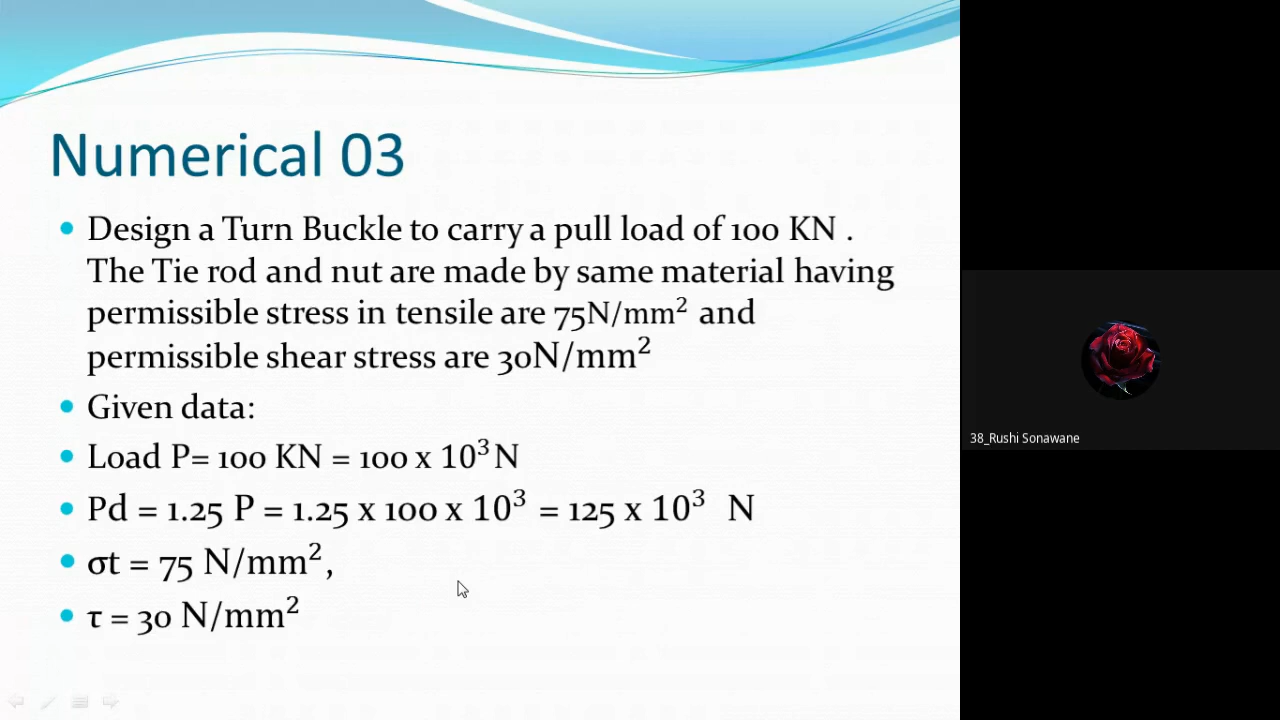 Numerical 03
• Design a Turn Buckle to carry a pull load of 100 KN .
The Tie rod and nut are made by same material having
permissible stress in tensile are 75N/mm² and
permissible shear stress are 30N/mm²
• Given data:
• Load P= 100 KN = 100 x 10³N
• Pd = 1.25 P = 1.25 x 100 x 10³ = 125 x 10³ N
• σt = 75 N/mm²,
• τ = 30 N/mm²
38_Rushi Sonawane